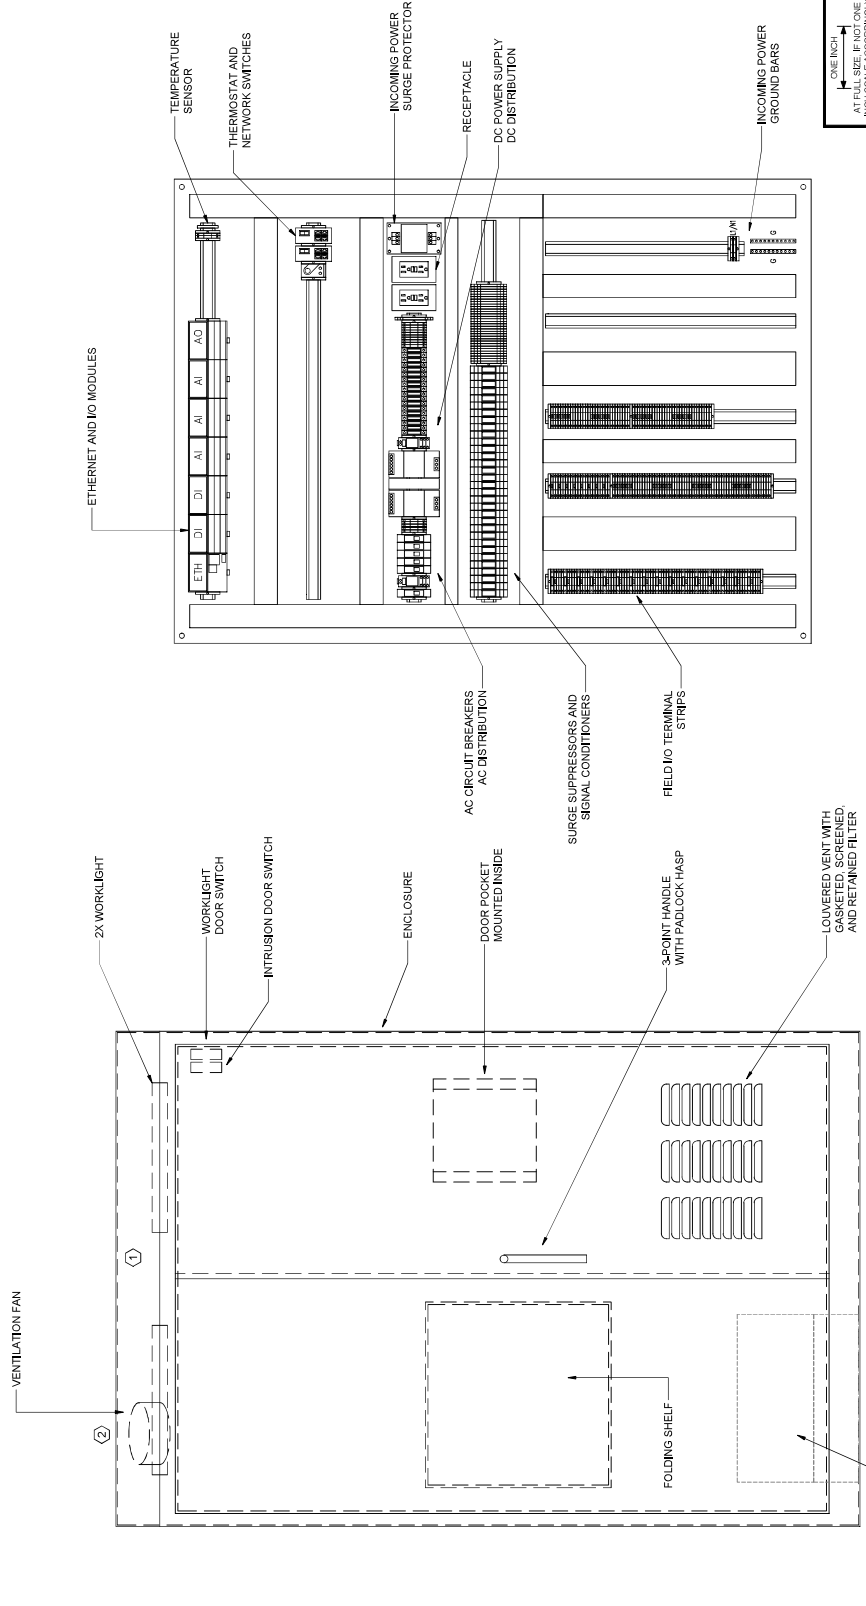 VENTILATION FAN
2
1
2X WORKLIGHT
WORKLIGHT
DOOR SWITCH
INTRUSION DOOR SWITCH
ENCLOSURE
DOOR POCKET
MOUNTED INSIDE
3-POINT HANDLE
WITH PADLOCK HASP
LOUVERED VENT WITH
GASKETED, SCREENED,
AND RETAINED FILTER
FOLDING SHELF
ETHERNET AND I/O MODULES
ETH
DI
DI
AI
AI
AI
AO
TEMPERATURE
SENSOR
THERMOSTAT AND
NETWORK SWITCHES
INCOMING POWER
SURGE PROTECTOR
RECEPTACLE
DC POWER SUPPLY
DC DISTRIBUTION
INCOMING POWER
GROUND BARS
L1/N1
G
G
AC CIRCUIT BREAKERS
AC DISTRIBUTION
SURGE SUPPRESSORS AND
SIGNAL CONDITIONERS
FIELD I/O TERMINAL
STRIPS
ONE INCH
AT FULL SIZE, IF NOT ONE